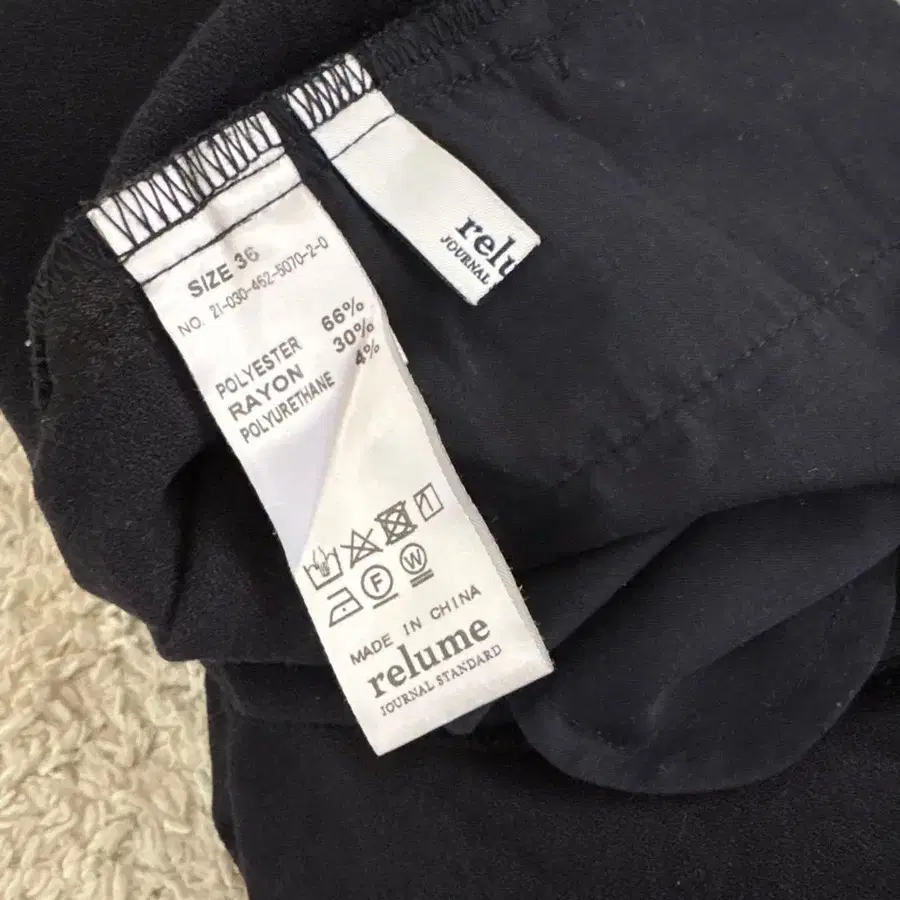 relu
JOURNAL
SIZE 36
NO. 21-030-462-5070-2-0
POLYESTER 66%
RAYON 30%
POLYURETHANE 4%
F W
MADE IN CHINA
relume
JOURNAL STANDARD